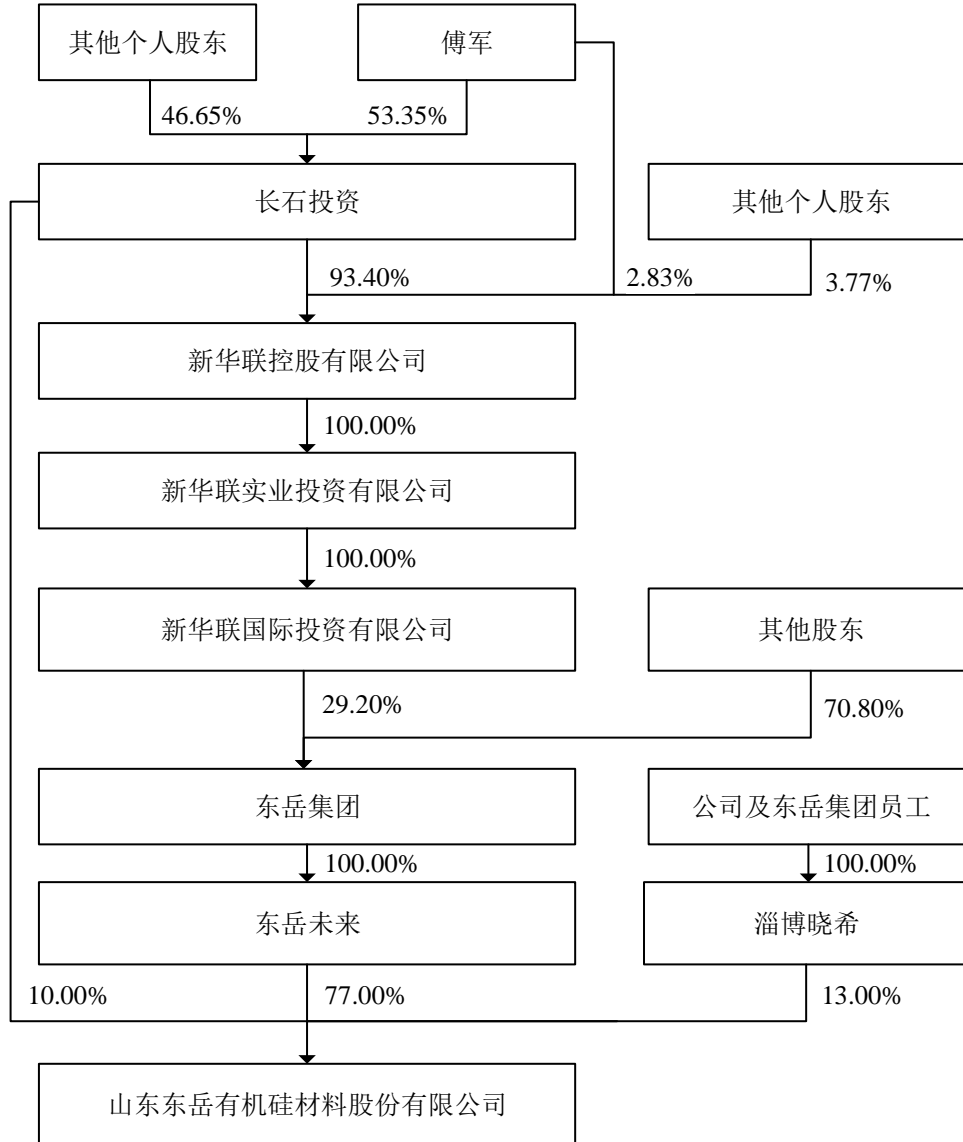 其他个人股东
傅军
46.65%
53.35%
长石投资
其他个人股东
93.40%
2.83%
3.77%
新华联控股有限公司
100.00%
新华联实业投资有限公司
100.00%
新华联国际投资有限公司
其他股东
29.20%
70.80%
东岳集团
公司及东岳集团员工
100.00%
100.00%
东岳未来
淄博晓希
10.00%
77.00%
13.00%
山东东岳有机硅材料股份有限公司